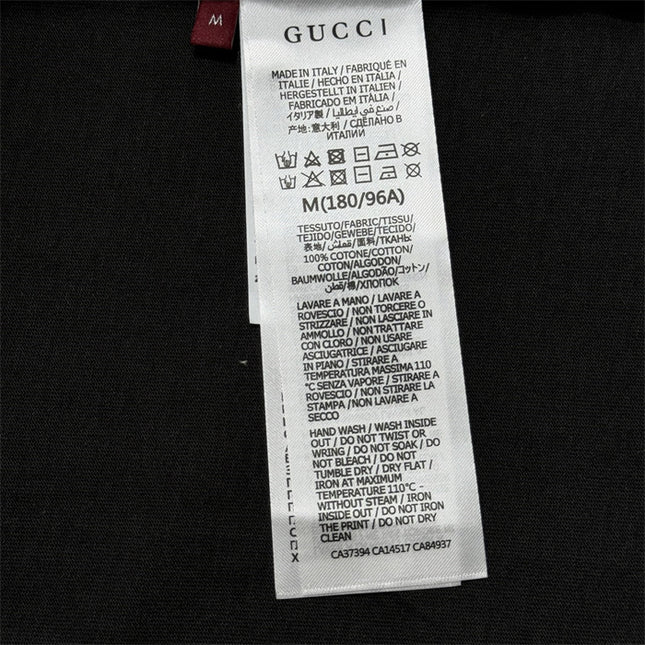 M
GUCCI
MADE IN ITALY / FABRIQUÉ EN
ITALIE / HECHO EN ITALIA /
HERGESTELLT IN ITALIEN /
FABRICADO EM ITÁLIA /
イタリア製 / صنع في ايطاليا /
产地:意大利 / СДЕЛАНО В
ИТАЛИИ
M(180/96A)
TESSUTO/FABRIC/TISSU/
TEJIDO/GEWEBE/TECIDO/
表地/قماش/面料/ТКАНЬ:
100% COTONE/COTTON/
COTON/ALGODON/
BAUMWOLLE/ALGODÃO/コットン/
قطن/棉/ХЛОПОК
LAVARE A MANO / LAVARE A
ROVESCIO / NON TORCERE O
STRIZZARE / NON LASCIARE IN
AMMOLLO / NON TRATTARE
CON CLORO / NON USARE
ASCIUGATRICE / ASCIUGARE
IN PIANO / STIRARE A
TEMPERATURA MASSIMA 110
°C SENZA VAPORE / STIRARE A
ROVESCIO / NON STIRARE LA
STAMPA /NON LAVARE A
SECCO
HAND WASH / WASH INSIDE
OUT / DO NOT TWIST OR
WRING / DO NOT SOAK / DO
NOT BLEACH / DO NOT
TUMBLE DRY / DRY FLAT /
IRON AT MAXIMUM
TEMPERATURE 110°C -
WITHOUT STEAM / IRON
INSIDE OUT / DO NOT IRON
THE PRINT / DO NOT DRY
CLEAN
CA37394 CA14517 CA84937